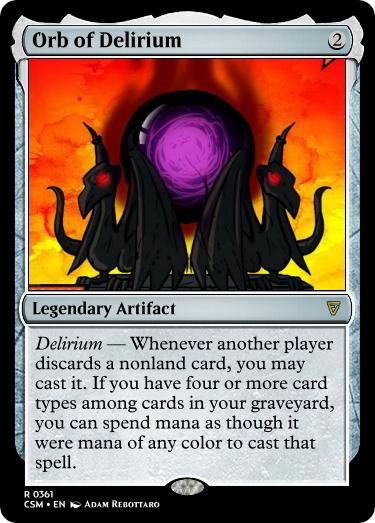 Orb of Delirium 2
Legendary Artifact
Delirium — Whenever another player
discards a nonland card, you may
cast it. If you have four or more card
types among cards in your graveyard,
you can spend mana as though it
were mana of any color to cast that
spell.
R 0361
CSM • EN Adam Rebottaro